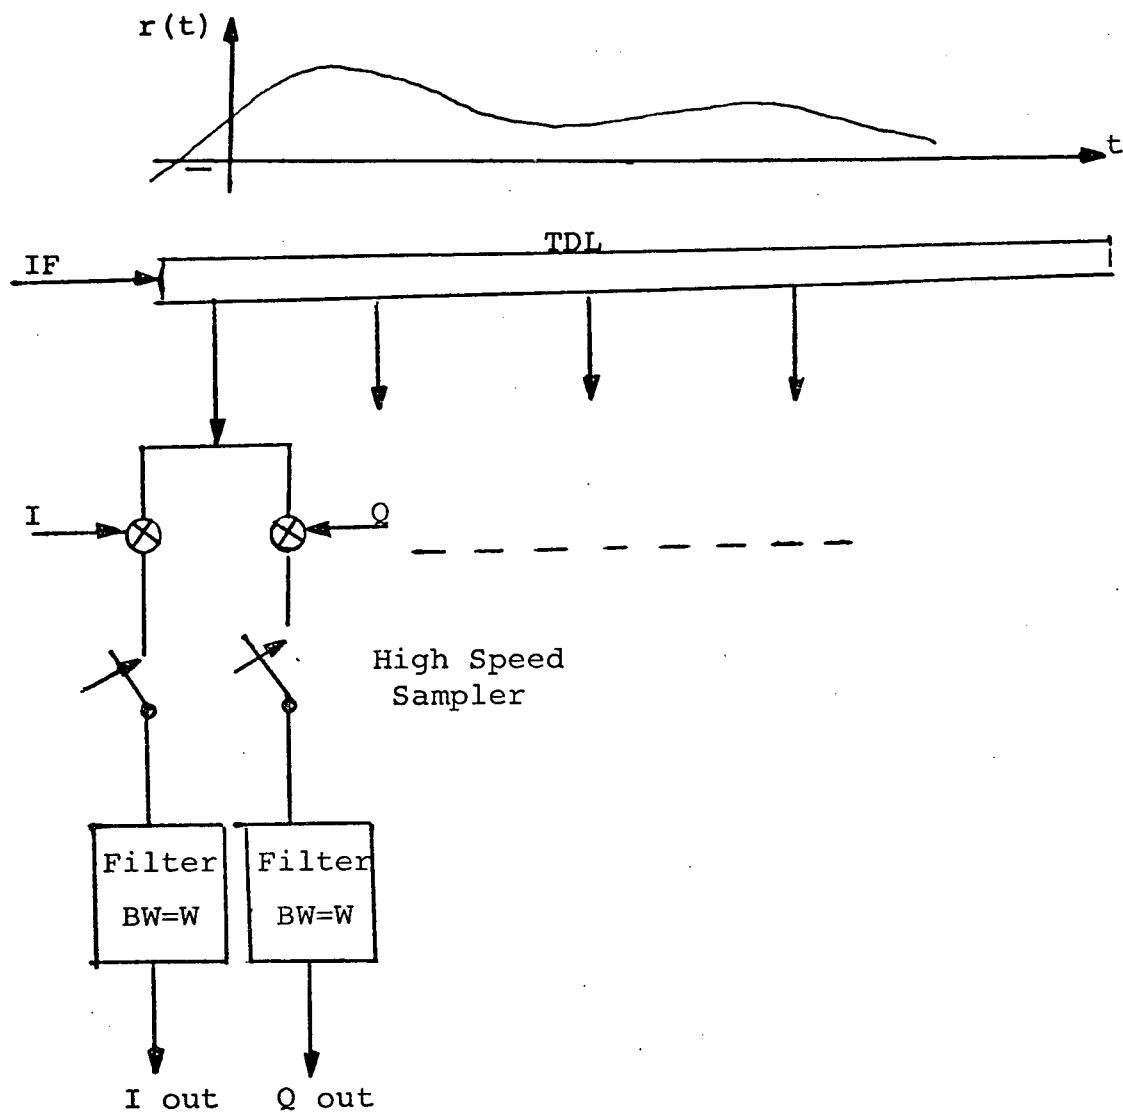 r(t)
t
TDL
IF
I
Q
High Speed
Sampler
Filter
BW=W
Filter
BW=W
I out
Q out